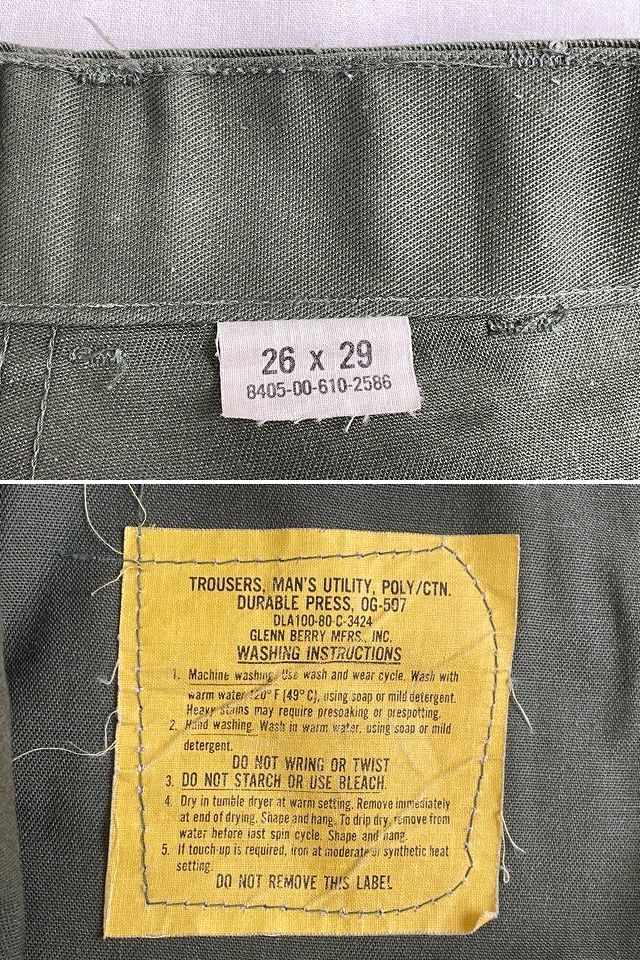 26 x 29
8405-00-610-2586
TROUSERS, MAN'S UTILITY, POLY/CTN.
DURABLE PRESS, OG-507
DLA100-80-C-3424
GLENN BERRY MFRS., INC.
WASHING INSTRUCTIONS
1. Machine washing. Use wash and wear cycle. Wash with
warm water 120° F (49° C), using soap or mild detergent.
Heavy stains may require presoaking or prespotting.
2. Hand washing. Wash in warm water, using soap or mild
detergent.
DO NOT WRING OR TWIST
3. DO NOT STARCH OR USE BLEACH.
4. Dry in tumble dryer at warm setting. Remove immediately
at end of drying. Shape and hang. To drip dry, remove from
water before last spin cycle. Shape and hang.
5. If touch-up is required, iron at moderate or synthetic heat
setting.
DO NOT REMOVE THIS LABEL